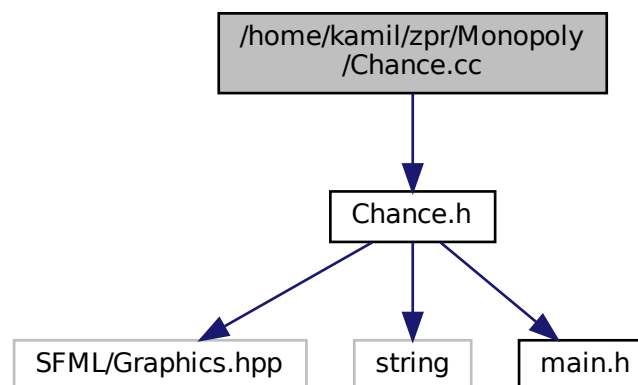 /home/kamil/zpr/Monopoly
/Chance.cc
Chance.h
SFML/Graphics.hpp
string
main.h